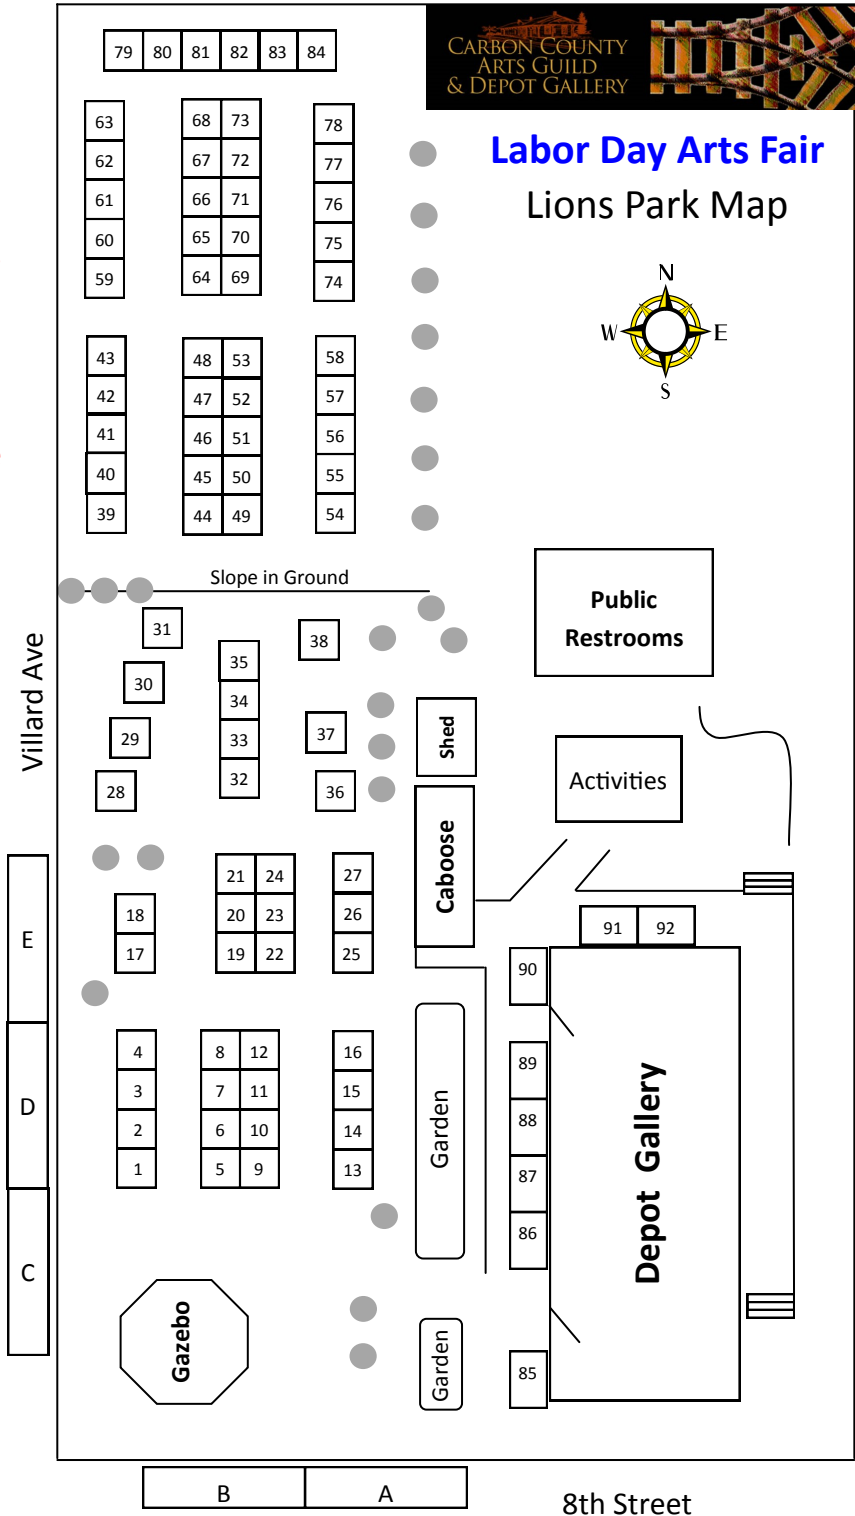 CARBON COUNTY
ARTS GUILD
& DEPOT GALLERY
Labor Day Arts Fair
Lions Park Map
N
W E
S
79 80 81 82 83 84
63 68 73 78
62 67 72 77
61 66 71 76
60 65 70 75
59 64 69 74
43 48 53 58
42 47 52 57
41 46 51 56
40 45 50 55
39 44 49 54
Slope in Ground
Public
Restrooms
31 38
35
30 34
29 33 37
28 32 36
Villard Ave
Shed
Activities
Caboose
21 24 27
18 20 23 26
17 19 22 25
91 92
90
E
D
C
4 8 12 16
3 7 11 15
2 6 10 14
1 5 9 13
Garden
89
88
87
86
85
Depot Gallery
Gazebo
Garden
B A
8th Street